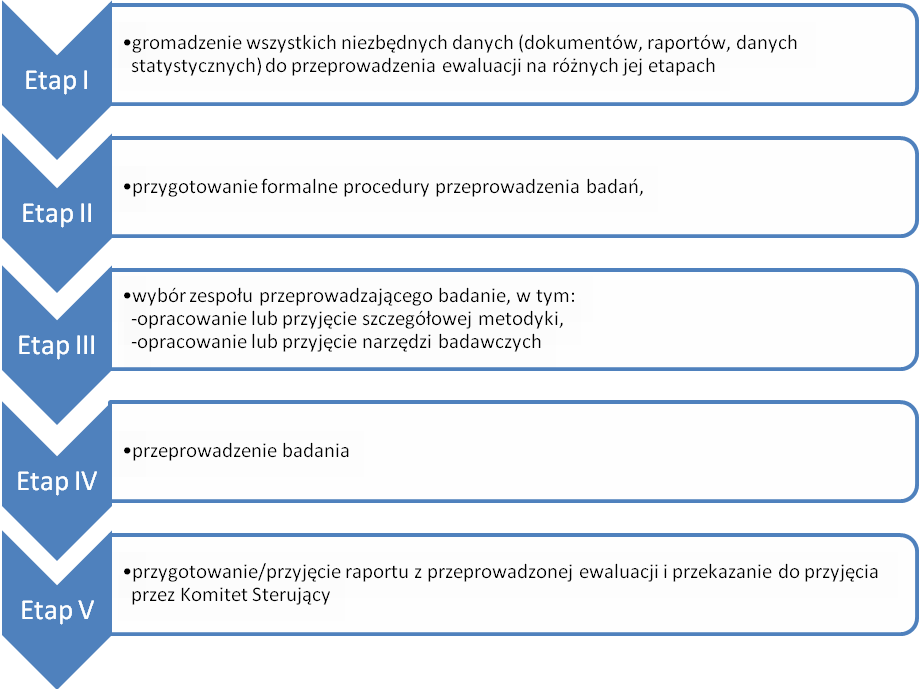 Etap I
•gromadzenie wszystkich niezbędnych danych (dokumentów, raportów, danych
statystycznych) do przeprowadzenia ewaluacji na różnych jej etapach
Etap II
•przygotowanie formalne procedury przeprowadzenia badań,
Etap III
•wybór zespołu przeprowadzającego badanie, w tym:
-opracowanie lub przyjęcie szczegółowej metodyki,
-opracowanie lub przyjęcie narzędzi badawczych
Etap IV
•przeprowadzenie badania
Etap V
•przygotowanie/przyjęcie raportu z przeprowadzonej ewaluacji i przekazanie do przyjęcia
przez Komitet Sterujący